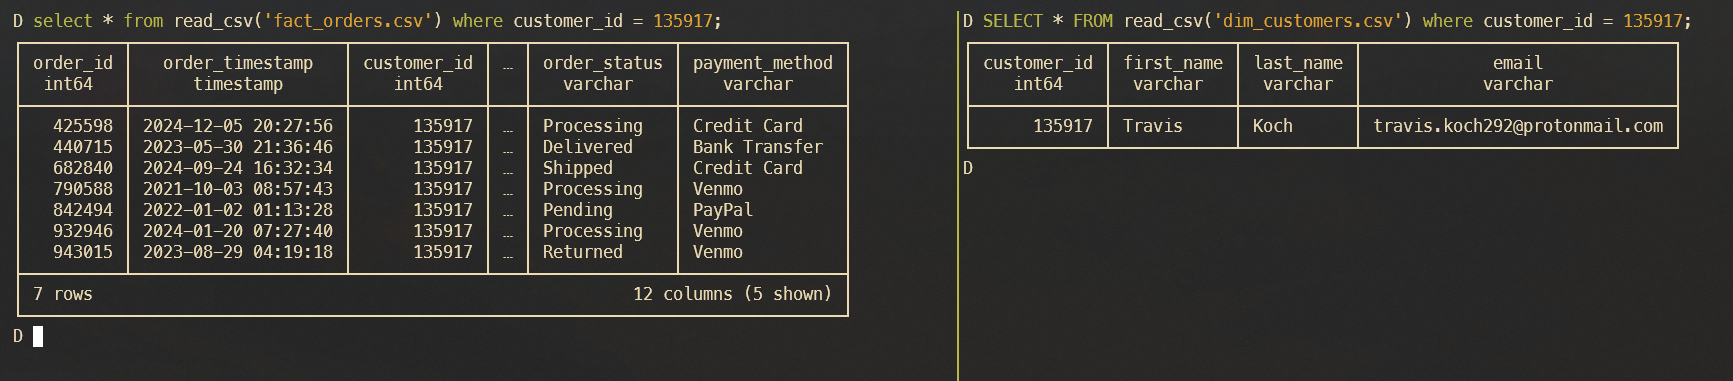 D select * from read_csv('fact_orders.csv') where customer_id = 135917;
order_id order_timestamp customer_id … order_status payment_method
int64 timestamp int64 varchar varchar
425598 2024-12-05 20:27:56 135917 … Processing Credit Card
440715 2023-05-30 21:36:46 135917 … Delivered Bank Transfer
682840 2024-09-24 16:32:34 135917 … Shipped Credit Card
790588 2021-10-03 08:57:43 135917 … Processing Venmo
842494 2022-01-02 01:13:28 135917 … Pending PayPal
932946 2024-01-20 07:27:40 135917 … Processing Venmo
943015 2023-08-29 04:19:18 135917 … Returned Venmo
7 rows 12 columns (5 shown)
D
D SELECT * FROM read_csv('dim_customers.csv') where customer_id = 135917;
customer_id first_name last_name email
int64 varchar varchar varchar
135917 Travis Koch travis.koch292@protonmail.com
D